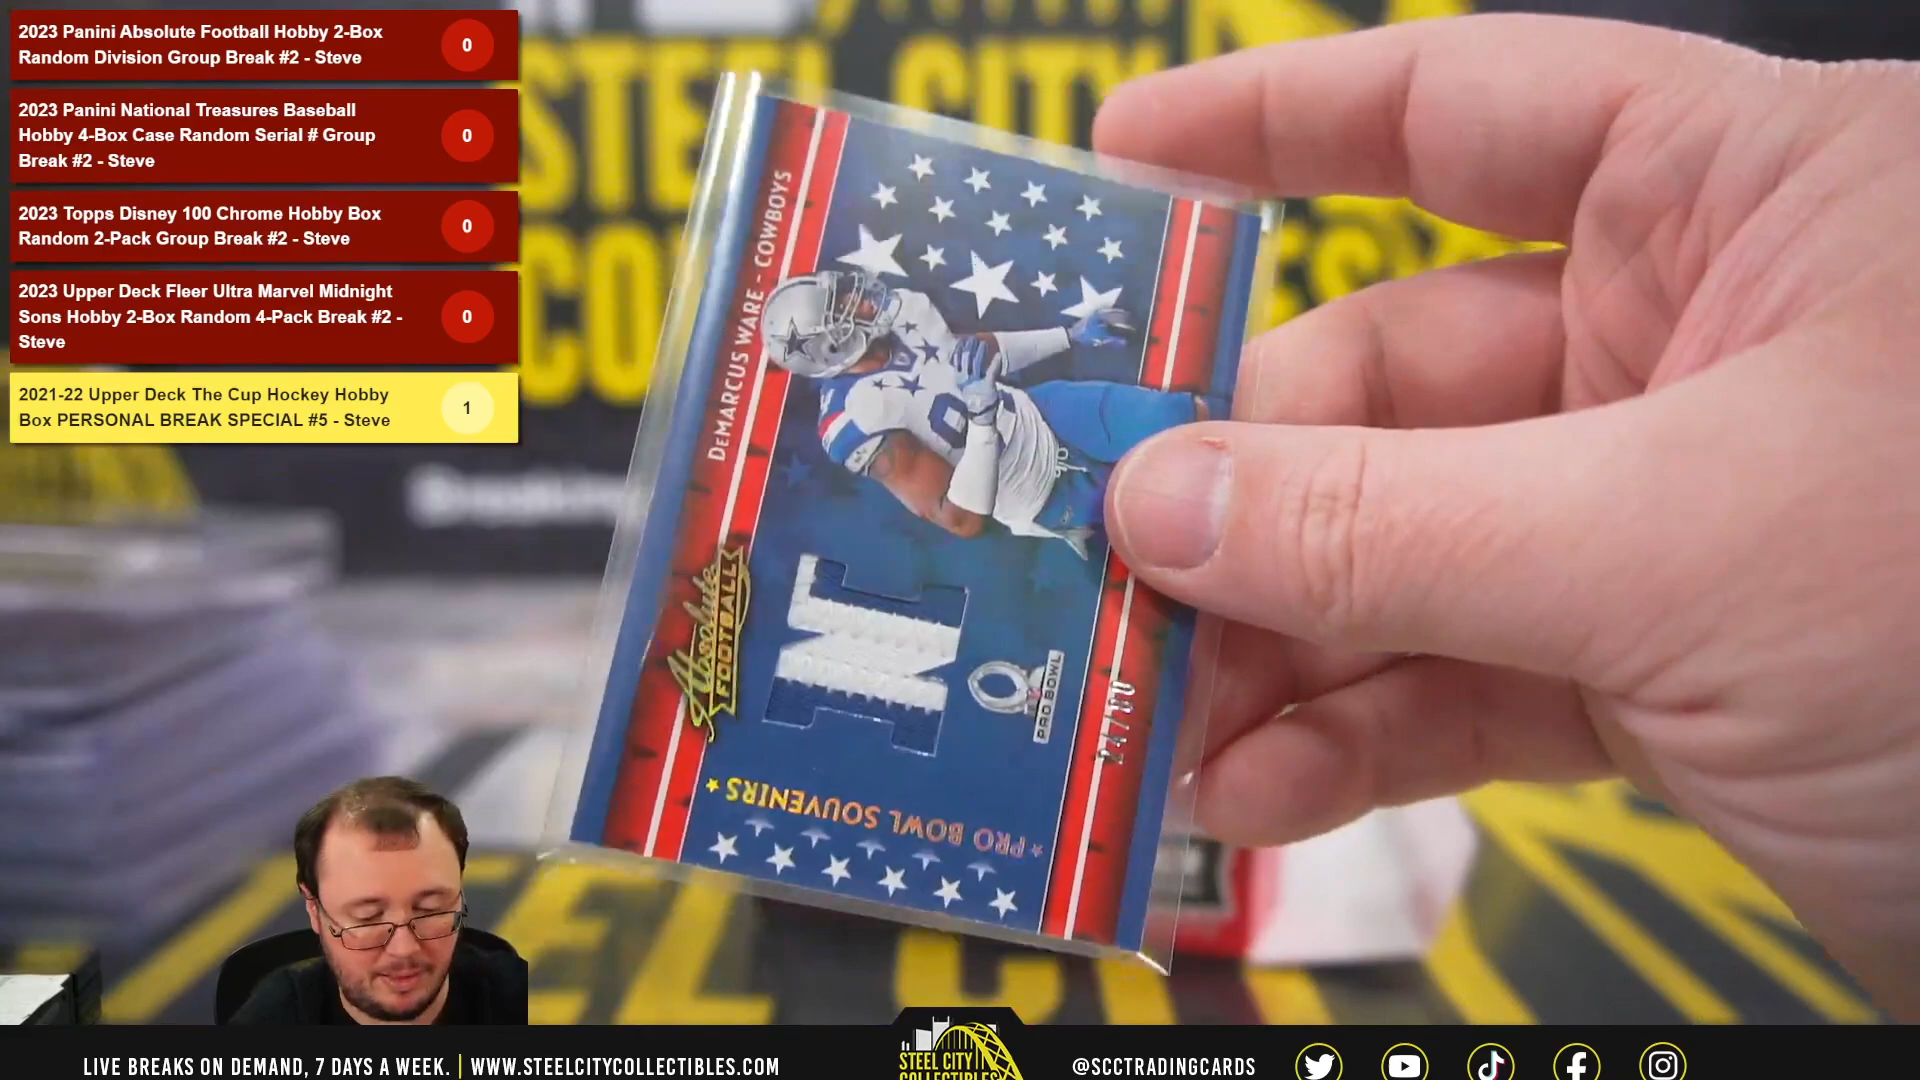 2023 Panini Absolute Football Hobby 2-Box
Random Division Group Break #2 - Steve
0
2023 Panini National Treasures Baseball
Hobby 4-Box Case Random Serial # Group
Break #2 - Steve
0
2023 Topps Disney 100 Chrome Hobby Box
Random 2-Pack Group Break #2 - Steve
0
2023 Upper Deck Fleer Ultra Marvel Midnight
Sons Hobby 2-Box Random 4-Pack Break #2 -
Steve
0
2021-22 Upper Deck The Cup Hockey Hobby
Box PERSONAL BREAK SPECIAL #5 - Steve
1
STEEL CITY
DEMARCUS WARE - COWBOYS
Absolute
FOOTBALL
PRO BOWL
PRO BOWL SOUVENIRS
LIVE BREAKS ON DEMAND, 7 DAYS A WEEK. | WWW.STEELCITYCOLLECTIBLES.COM
STEEL CITY
COLLECTIBLES
@SCCTRADINGCARDS